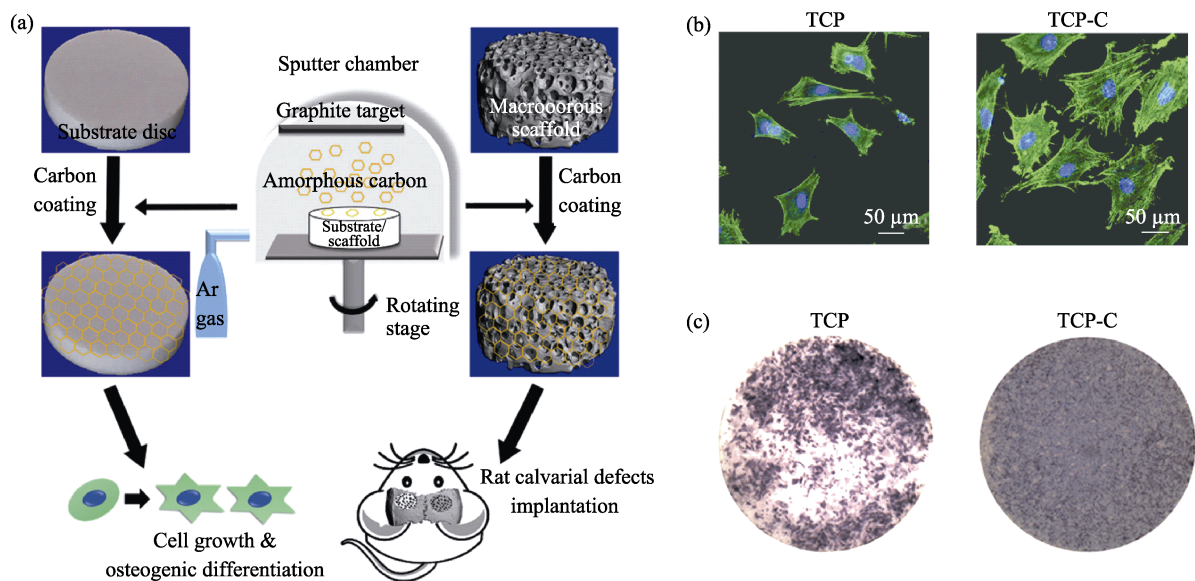 (a)
Substrate disc
Sputter chamber
Graphite target
Amorphous carbon
Substrate/
scaffold
Macrooorous
scaffold
Carbon
coating
Carbon
coating
Ar
gas
Rotating
stage
Cell growth &
osteogenic differentiation
Rat calvarial defects
implantation
(b)
TCP
TCP-C
50 µm
50 µm
(c)
TCP
TCP-C